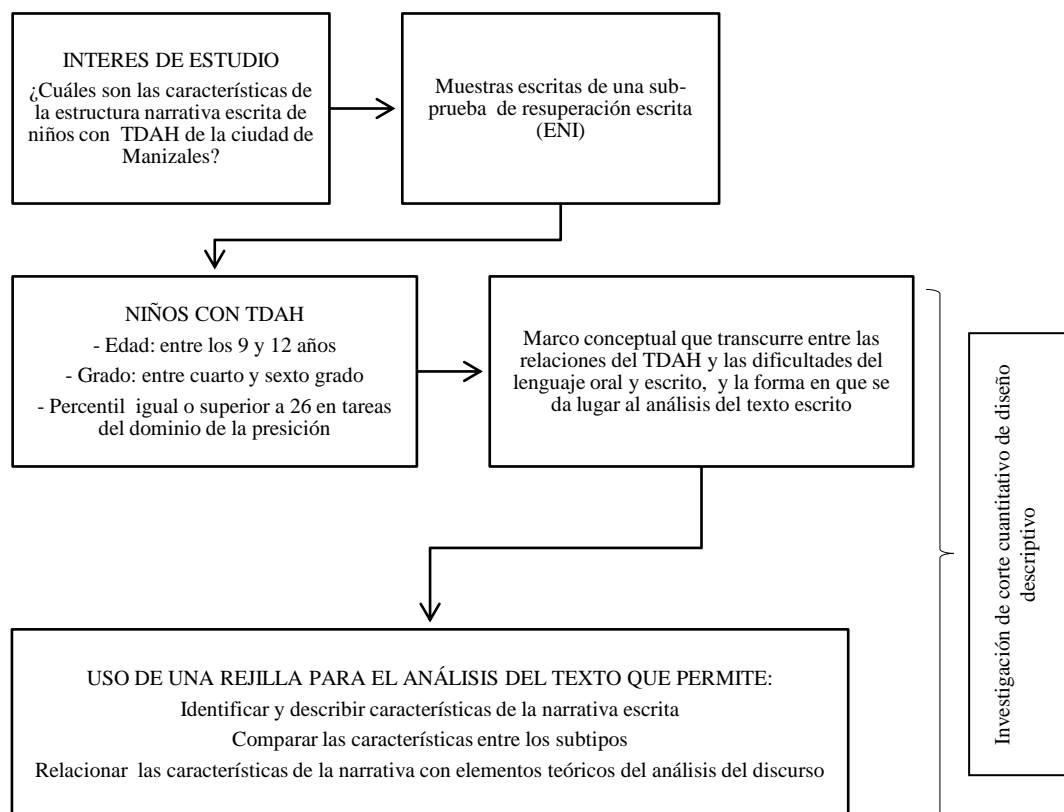 INTERES DE ESTUDIO
¿Cuáles son las características de
la estructura narrativa escrita de
niños con TDAH de la ciudad de
Manizales?
Muestras escritas de una sub-
prueba de resuperación escrita
(ENI)
NIÑOS CON TDAH
- Edad: entre los 9 y 12 años
- Grado: entre cuarto y sexto grado
- Percentil igual o superior a 26 en tareas
del dominio de la presición
Marco conceptual que transcurre entre las
relaciones del TDAH y las dificultades del
lenguaje oral y escrito, y la forma en que se
da lugar al análisis del texto escrito
Investigación de corte cuantitativo de diseño
descriptivo
USO DE UNA REJILLA PARA EL ANÁLISIS DEL TEXTO QUE PERMITE:
Identificar y describir características de la narrativa escrita
Comparar las características entre los subtipos
Relacionar las características de la narrativa con elementos teóricos del análisis del discurso